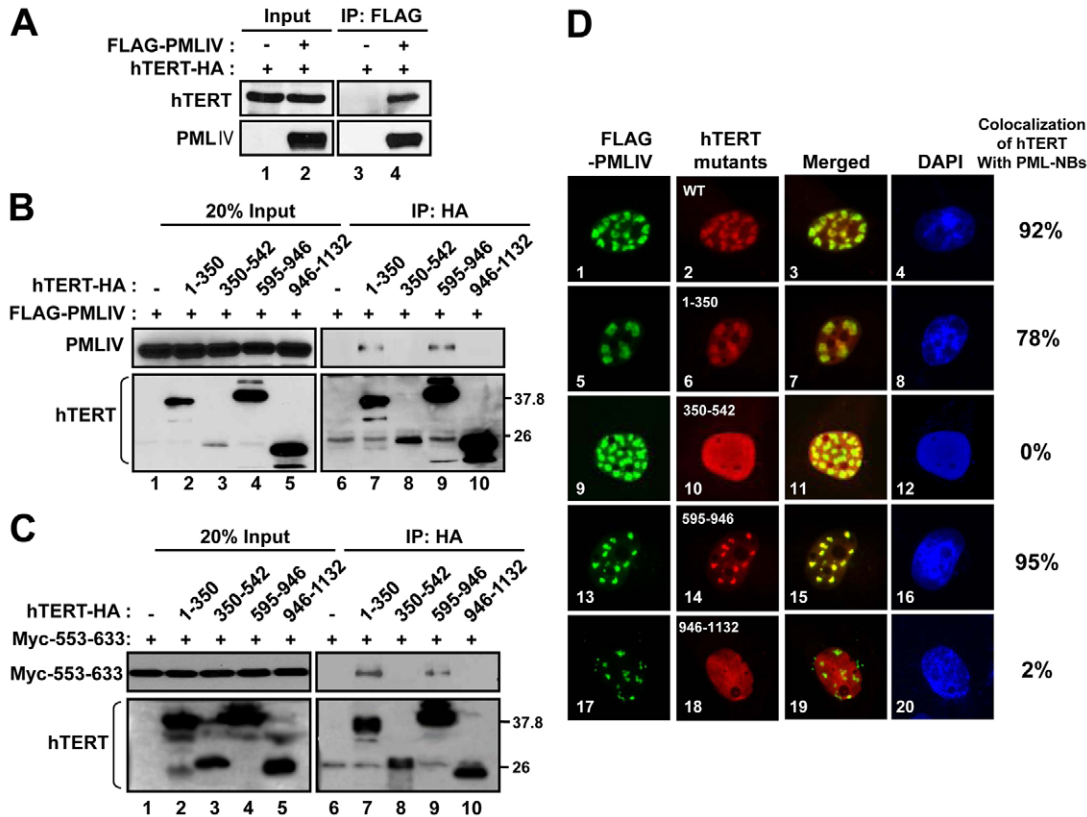 A
Input IP: FLAG
FLAG-PMLIV : - + - +
hTERT-HA : + + + +
hTERT
PMLIV
1 2 3 4
B
20% Input IP: HA
hTERT-HA : - 1-350 350-542 595-946 946-1132 - 1-350 350-542 595-946 946-1132
FLAG-PMLIV : + + + + + + + + + +
PMLIV
hTERT
37.8
26
1 2 3 4 5 6 7 8 9 10
C
20% Input IP: HA
hTERT-HA : - 1-350 350-542 595-946 946-1132 - 1-350 350-542 595-946 946-1132
Myc-553-633: + + + + + + + + + +
Myc-553-633
hTERT
37.8
26
1 2 3 4 5 6 7 8 9 10
D
FLAG
-PMLIV
hTERT
mutants
Merged
DAPI
Colocalization
of hTERT
With PML-NBs
WT
1 2 3 4
92%
1-350
5 6 7 8
78%
350-542
9 10 11 12
0%
595-946
13 14 15 16
95%
946-1132
17 18 19 20
2%